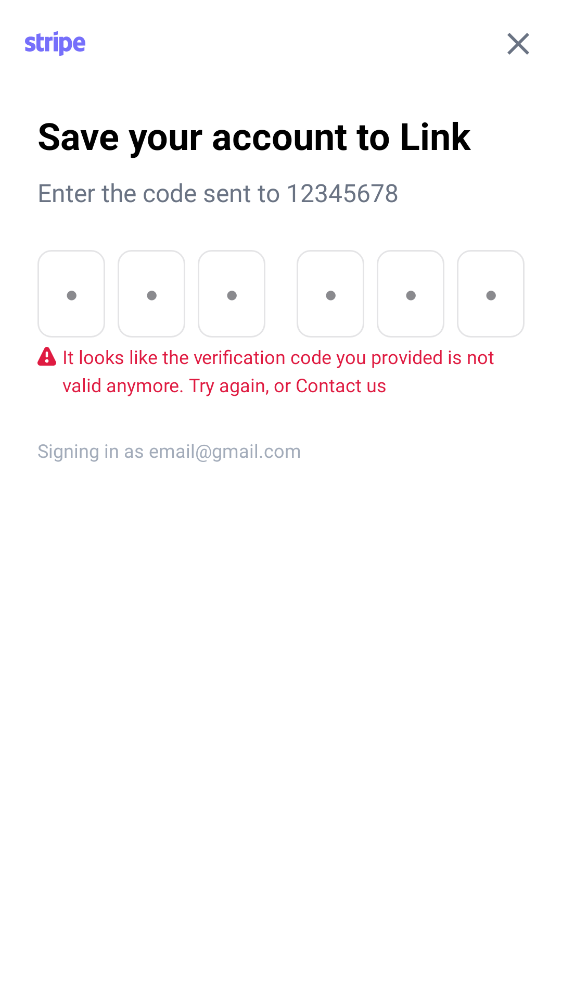 stripe
Save your account to Link
Enter the code sent to 12345678
It looks like the verification code you provided is not
valid anymore. Try again, or Contact us
Signing in as email@gmail.com